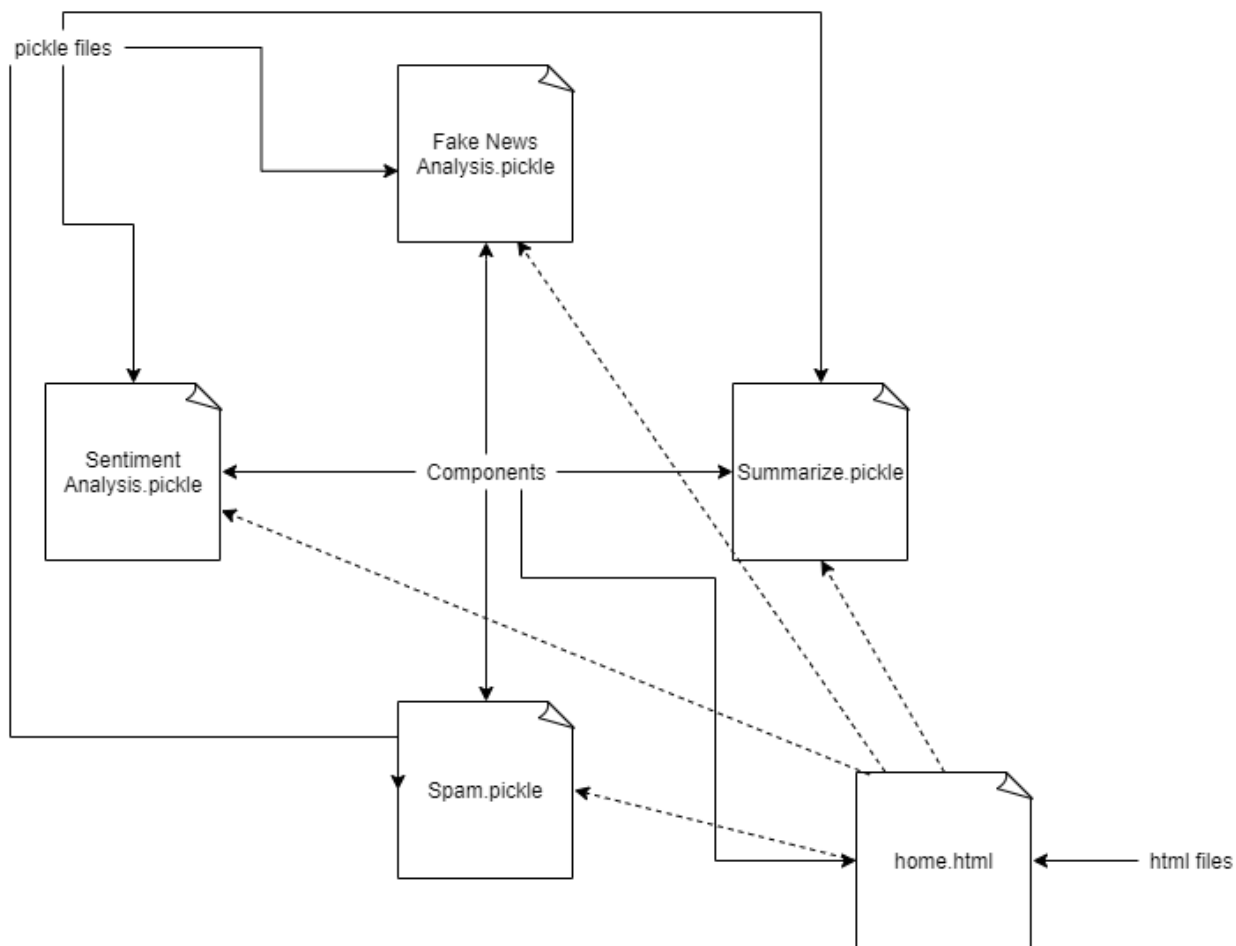 pickle files
Fake News
Analysis.pickle
Sentiment
Analysis.pickle
Components
Summarize.pickle
Spam.pickle
home.html
html files